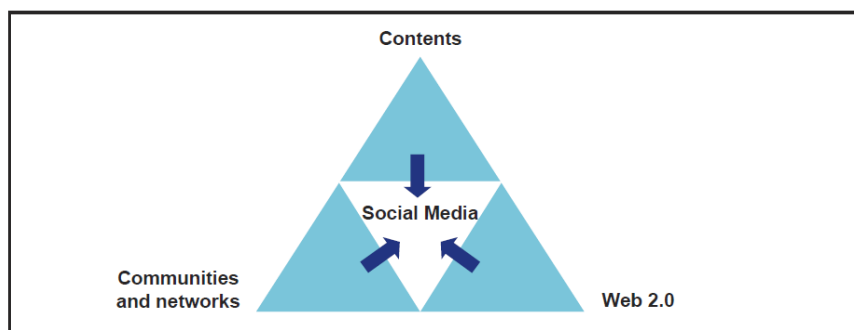 Contents
Social Media
Communities
and networks
Web 2.0